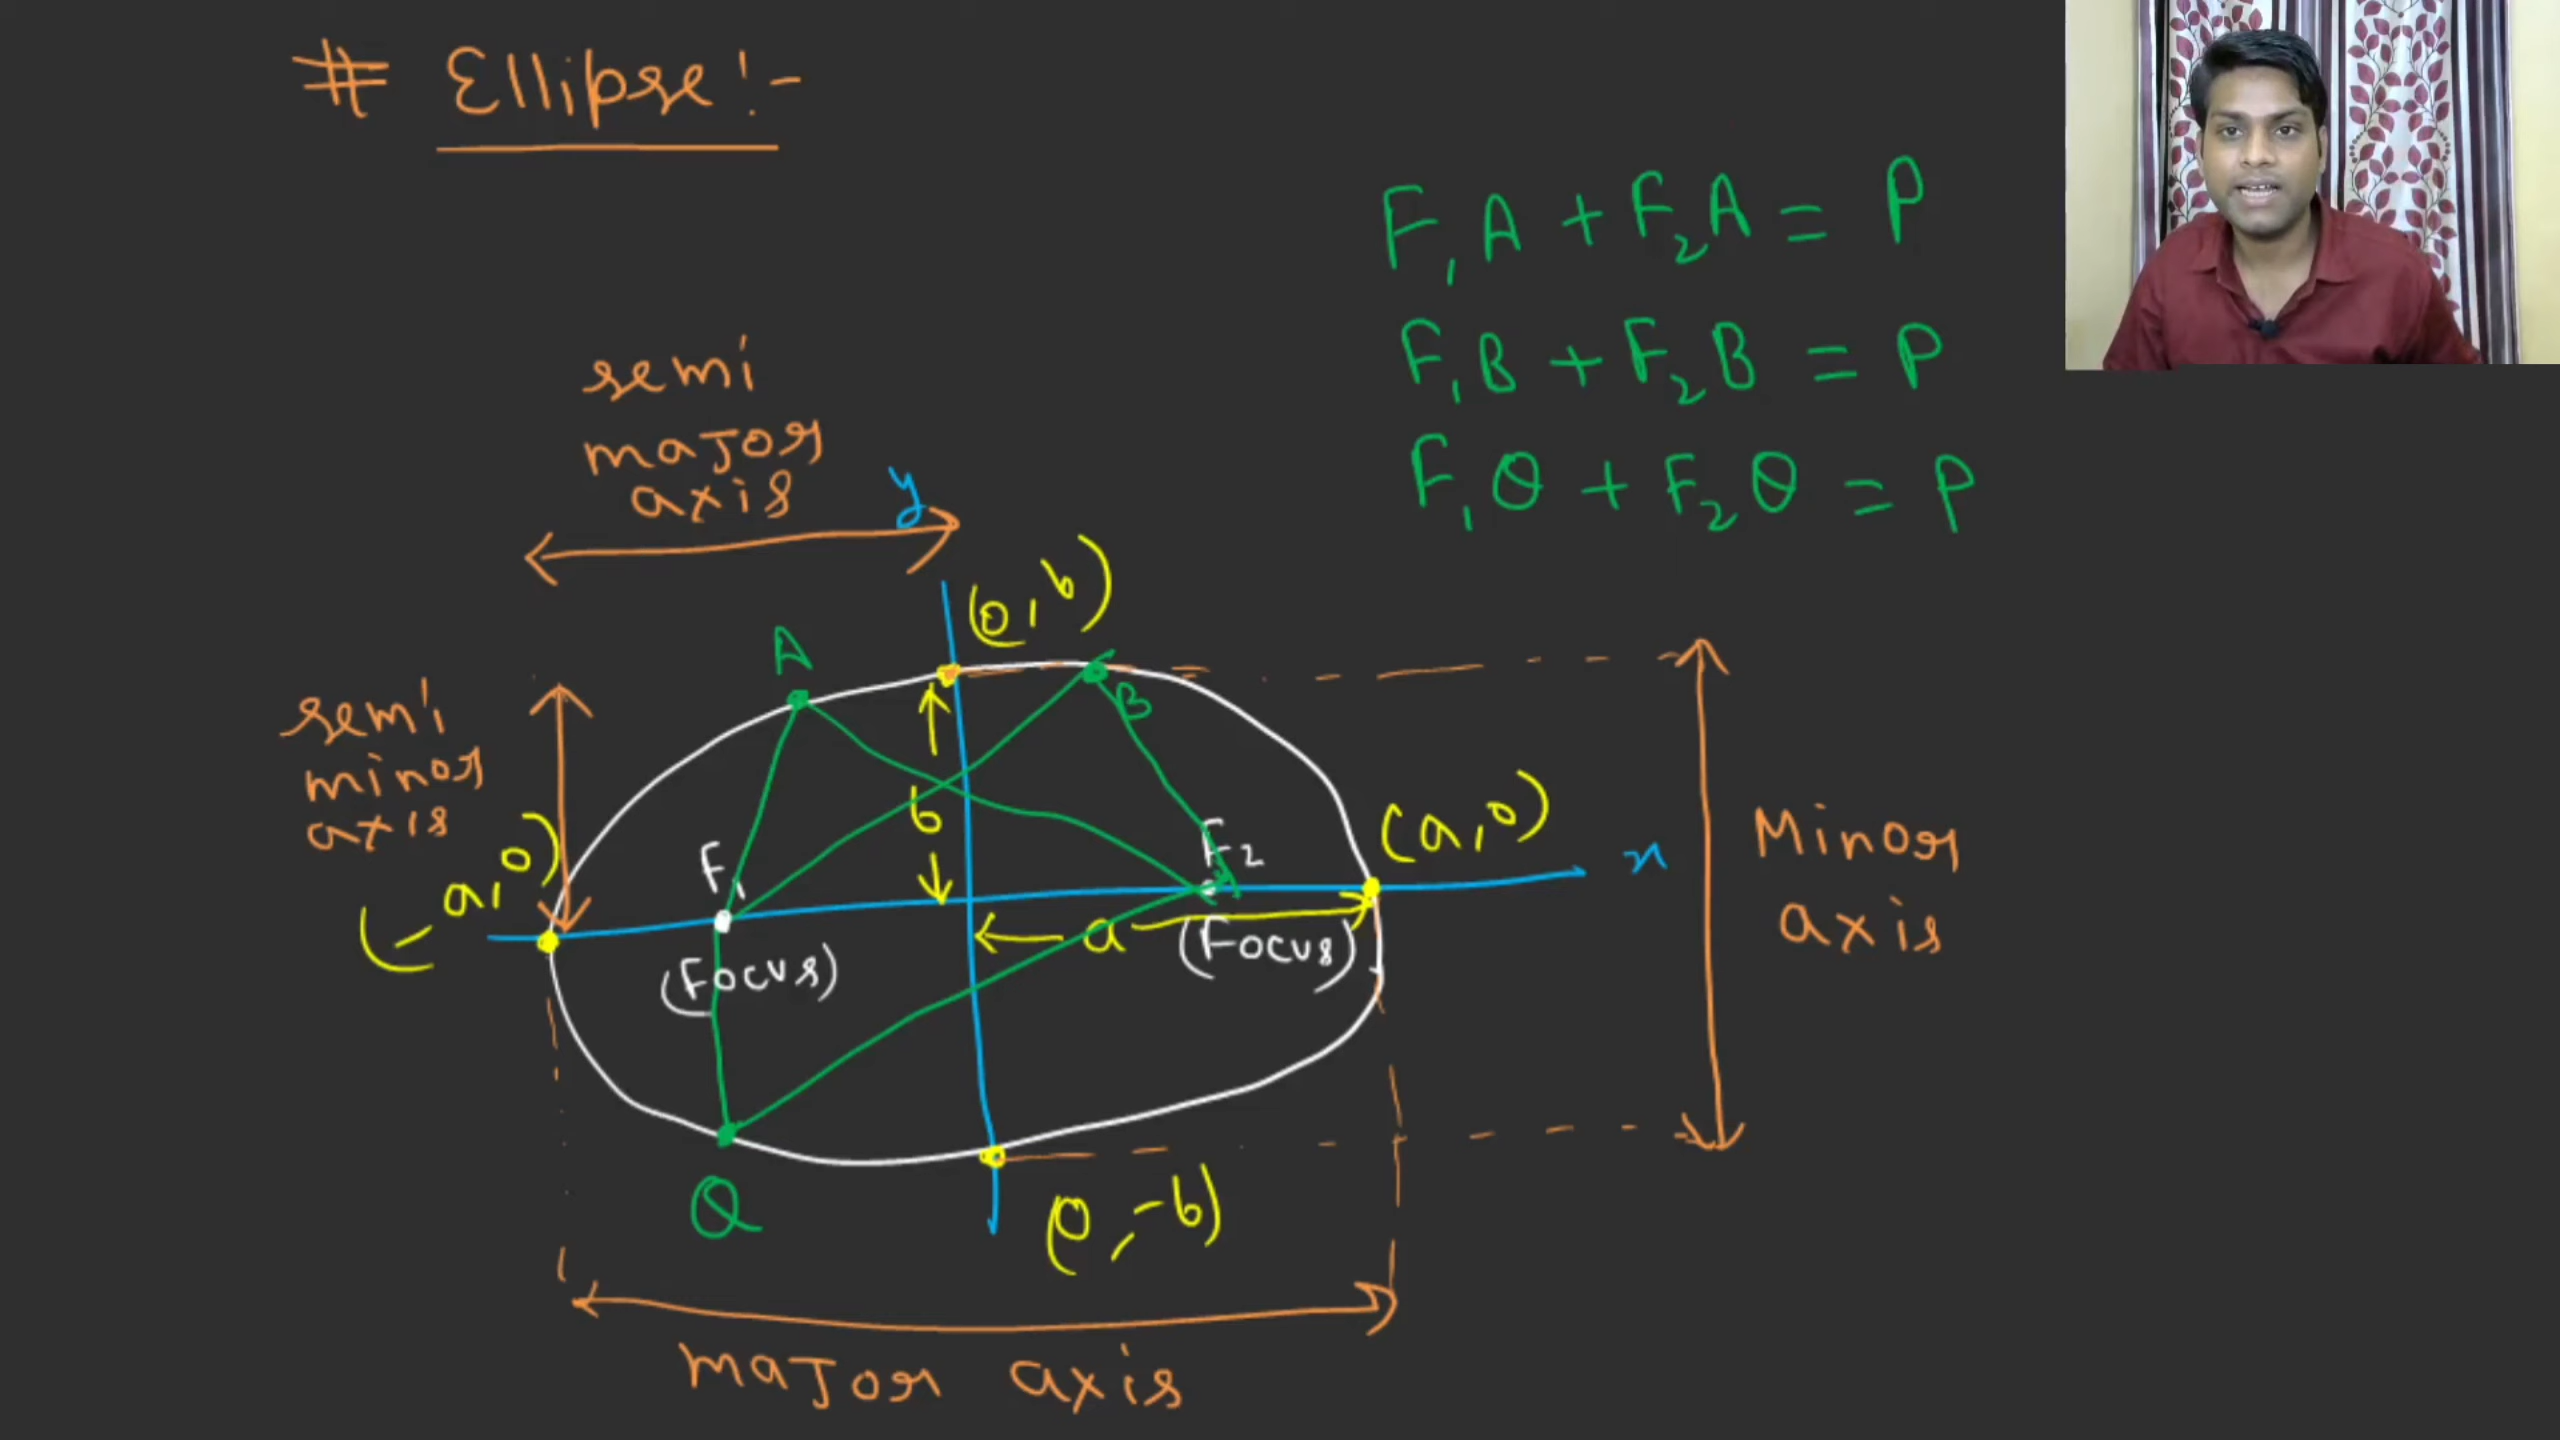 # Ellipse :-
F₁A + F₂A = P
F₁B + F₂B = P
F₁Q + F₂Q = P
semi
major
axis
y
(0, b)
A
B
semi
minor
axis
b
(a, 0)
F₁
F₂
x
Minor
axis
(-a, 0)
a
(Focus)
(Focus)
Q
(0, -b)
major axis